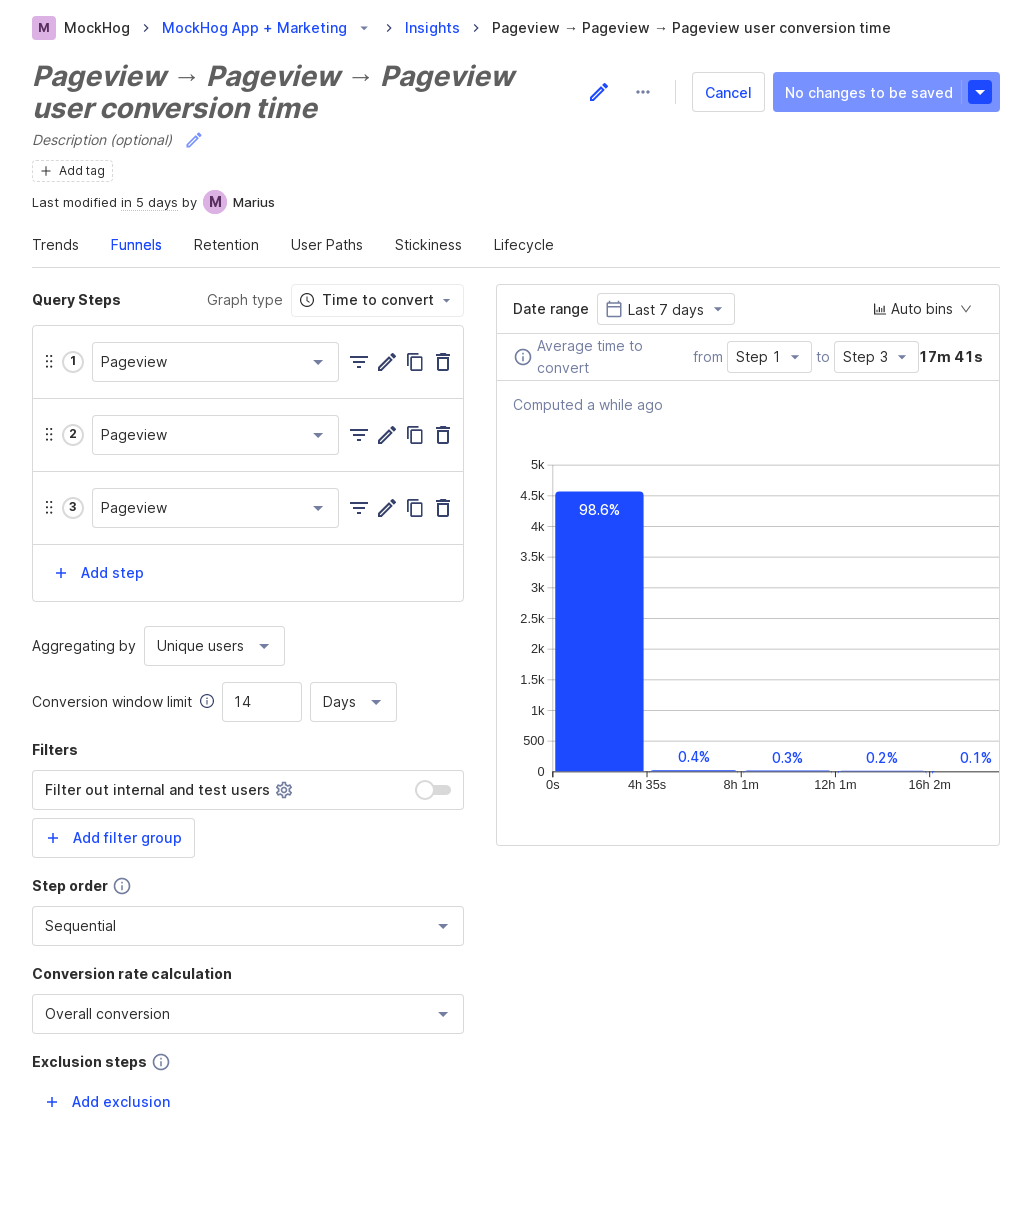 M MockHog MockHog App + Marketing Insights Pageview → Pageview → Pageview user conversion time
Pageview → Pageview → Pageview
user conversion time
Cancel
No changes to be saved
Description (optional)
Add tag
Last modified in 5 days by M Marius
Trends Funnels Retention User Paths Stickiness Lifecycle
Query Steps
Graph type
Time to convert
1 Pageview
2 Pageview
3 Pageview
Add step
Aggregating by Unique users
Conversion window limit 14 Days
Filters
Filter out internal and test users
Add filter group
Step order
Sequential
Conversion rate calculation
Overall conversion
Exclusion steps
Add exclusion
Date range Last 7 days Auto bins
Average time to
convert
from Step 1 to Step 3 17m 41s
Computed a while ago
5k
4.5k
4k
3.5k
3k
2.5k
2k
1.5k
1k
500
0
98.6% 0.4% 0.3% 0.2% 0.1%
0s 4h 35s 8h 1m 12h 1m 16h 2m